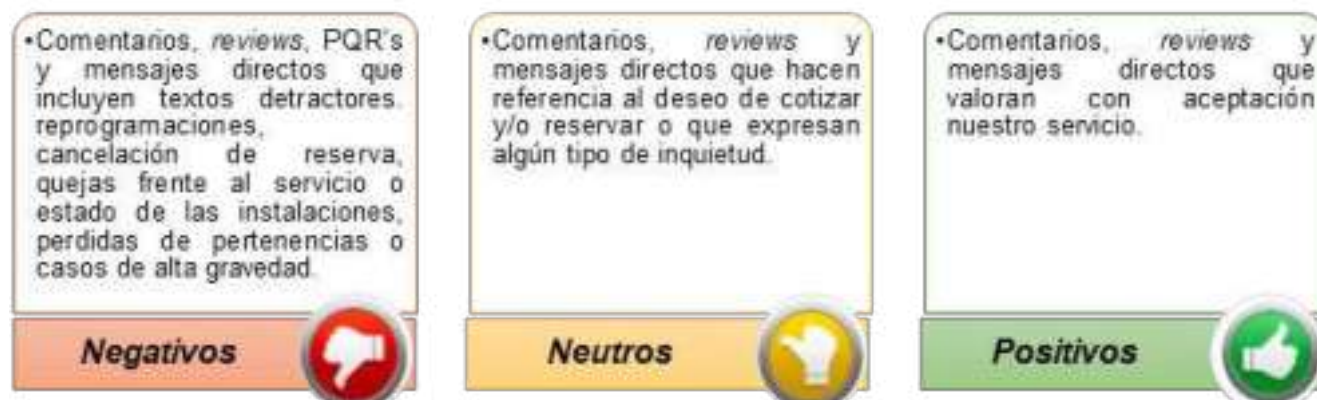 •Comentarios, reviews, PQR's
y mensajes directos que
incluyen textos detractores.
reprogramaciones,
cancelación de reserva,
quejas frente al servicio o
estado de las instalaciones,
perdidas de pertenencias o
casos de alta gravedad.
Negativos
•Comentarios, reviews y
mensajes directos que hacen
referencia al deseo de cotizar
y/o reservar o que expresan
algún tipo de inquietud.
Neutros
•Comentarios, reviews y
mensajes directos que
valoran con aceptación
nuestro servicio.
Positivos